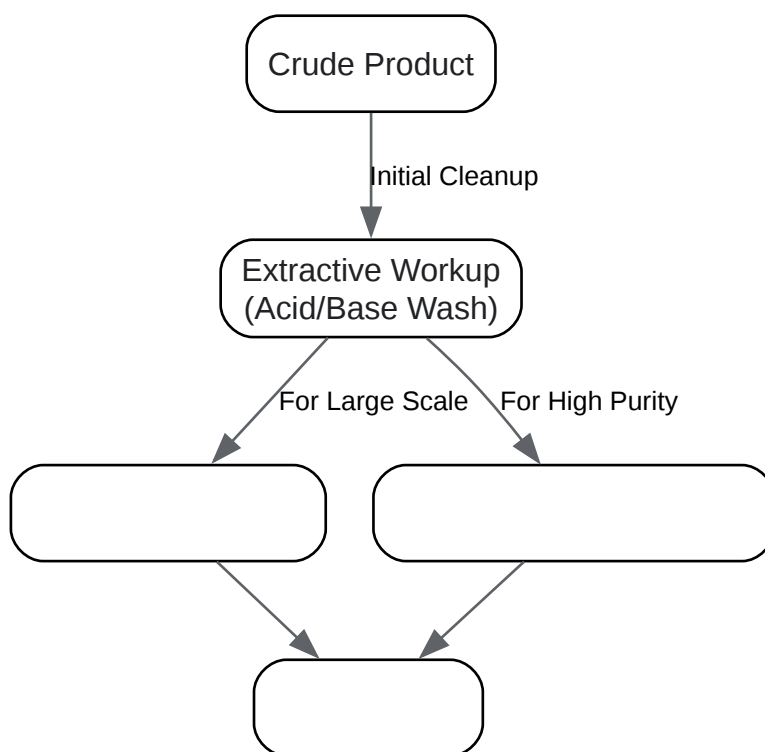 Crude Product
Initial Cleanup
Extractive Workup
(Acid/Base Wash)
For Large Scale
For High Purity